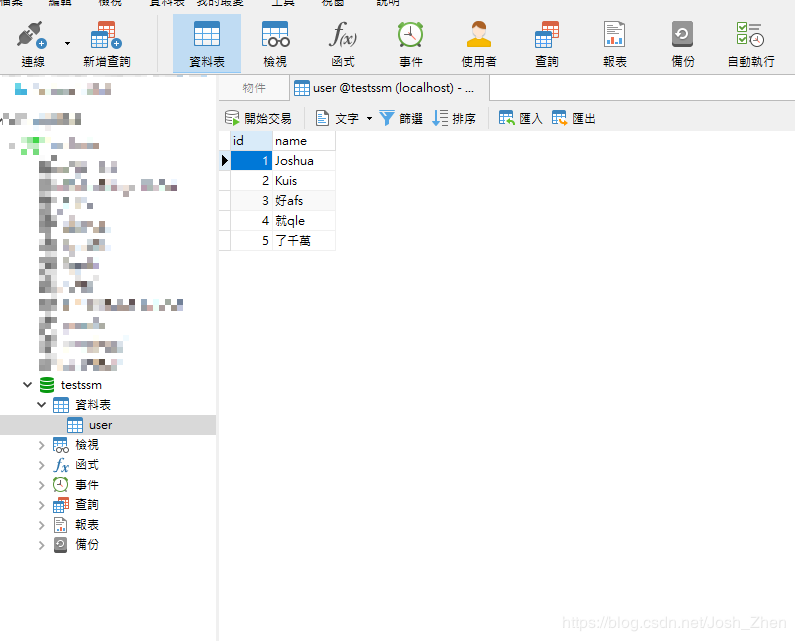 檔案 編輯 檢視 資料表 我的最愛 工具 視窗 說明
連線 新增查詢 資料表 檢視 函式 事件 使用者 查詢 報表 備份 自動執行
物件 user @testssm (localhost) - ...
開始交易 文字 篩選 排序 匯入 匯出
id name
1 Joshua
2 Kuis
3 好afs
4 就qle
5 了千萬
testssm
資料表
user
檢視
函式
事件
查詢
報表
備份
https://blog.csdn.net/Josh_Zhen